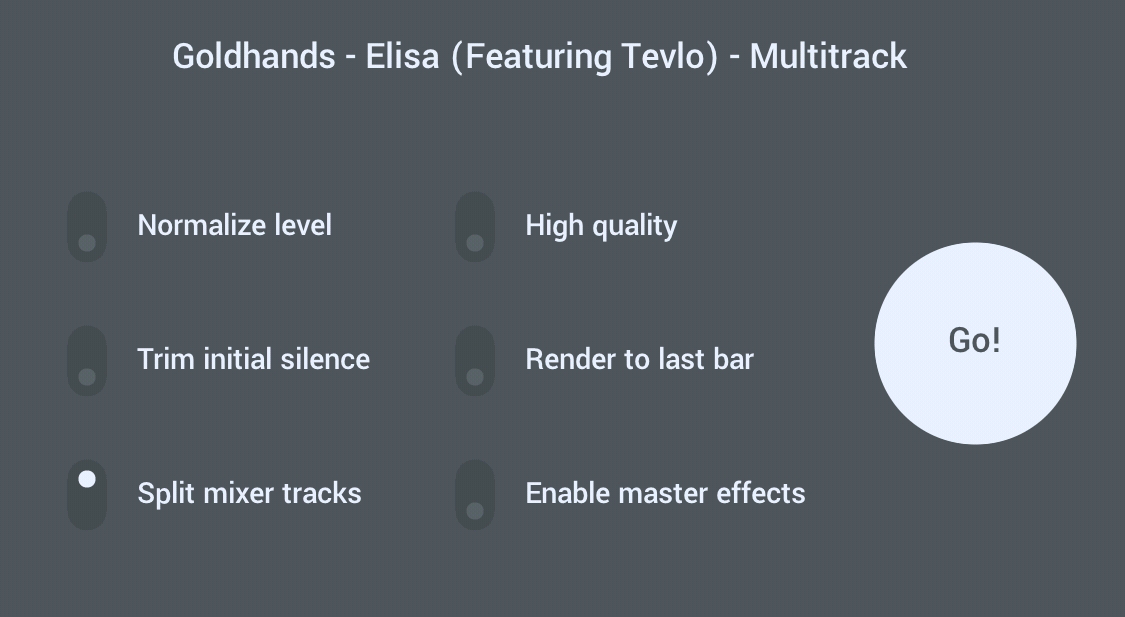 Goldhands - Elisa (Featuring Tevlo) - Multitrack
Normalize level
High quality
Trim initial silence
Render to last bar
Go!
Split mixer tracks
Enable master effects